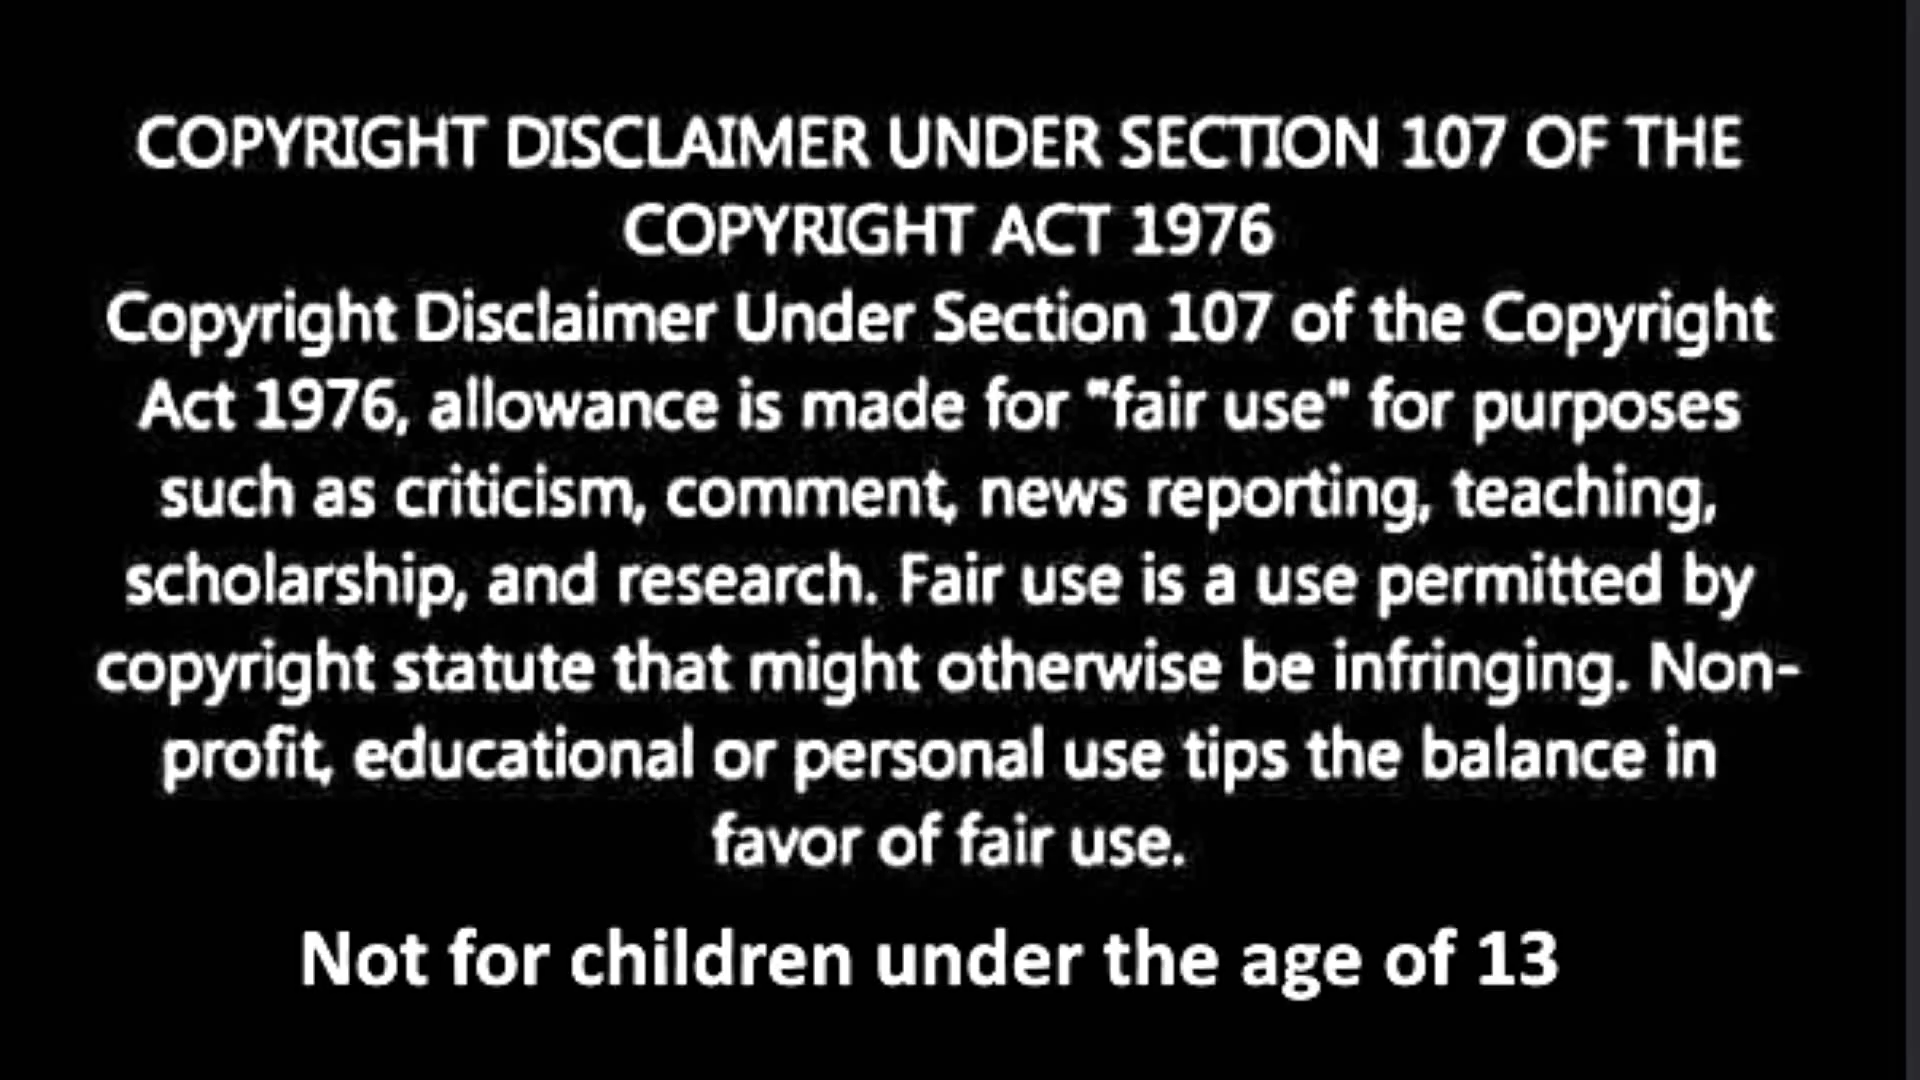 COPYRIGHT DISCLAIMER UNDER SECTION 107 OF THE
COPYRIGHT ACT 1976
Copyright Disclaimer Under Section 107 of the Copyright
Act 1976, allowance is made for "fair use" for purposes
such as criticism, comment, news reporting, teaching,
scholarship, and research. Fair use is a use permitted by
copyright statute that might otherwise be infringing. Non-
profit, educational or personal use tips the balance in
favor of fair use.
Not for children under the age of 13